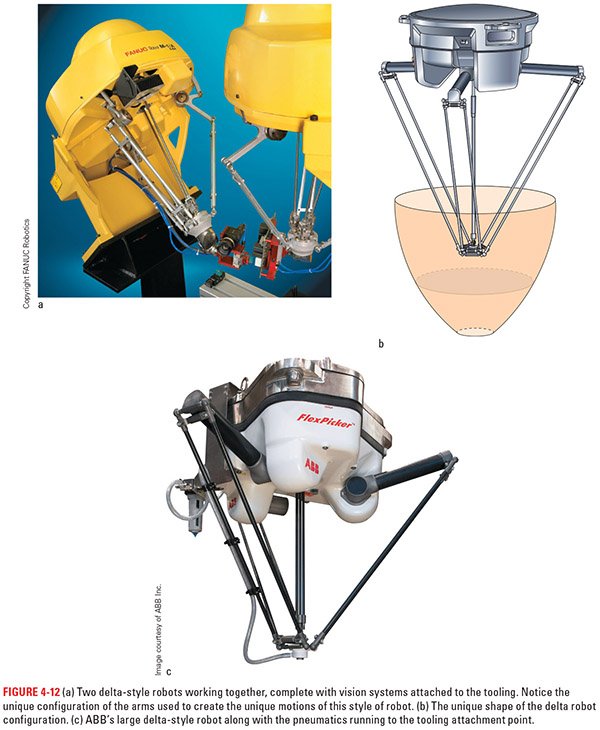 FANUC Robot M-1iA
Copyright FANUC Robotics
a
b
FlexPicker
ABB
Image courtesy of ABB Inc.
c
FIGURE 4-12 (a) Two delta-style robots working together, complete with vision systems attached to the tooling. Notice the
unique configuration of the arms used to create the unique motions of this style of robot. (b) The unique shape of the delta robot
configuration. (c) ABB's large delta-style robot along with the pneumatics running to the tooling attachment point.